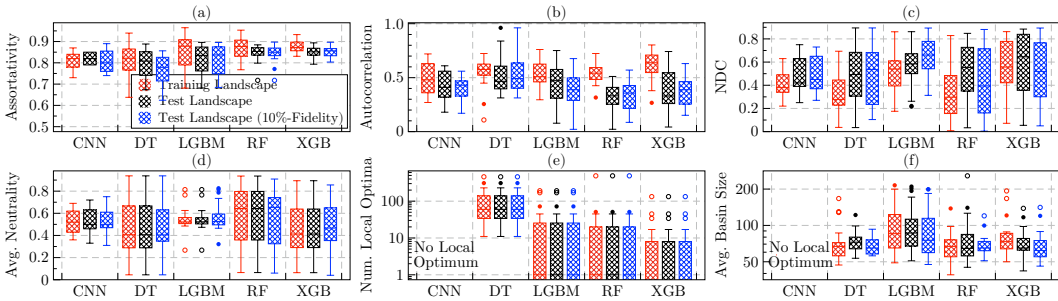 (a)
(b)
(c)
Assortativity
0.9
0.8
0.7
0.6
0.5
Training Landscape
Test Landscape
Test Landscape (10%-Fidelity)
CNN DT LGBM RF XGB
Autocorrelation
1.0
0.5
0
CNN DT LGBM RF XGB
NDC
0.8
0.6
0.4
0.2
0
CNN DT LGBM RF XGB
(d)
(e)
(f)
Avg. Neutrality
0.8
0.6
0.4
0.2
0
CNN DT LGBM RF XGB
Num. Local Optima
100
10
1
No Local
Optimum
CNN DT LGBM RF XGB
Avg. Basin Size
200
100
50
No Local
Optimum
CNN DT LGBM RF XGB